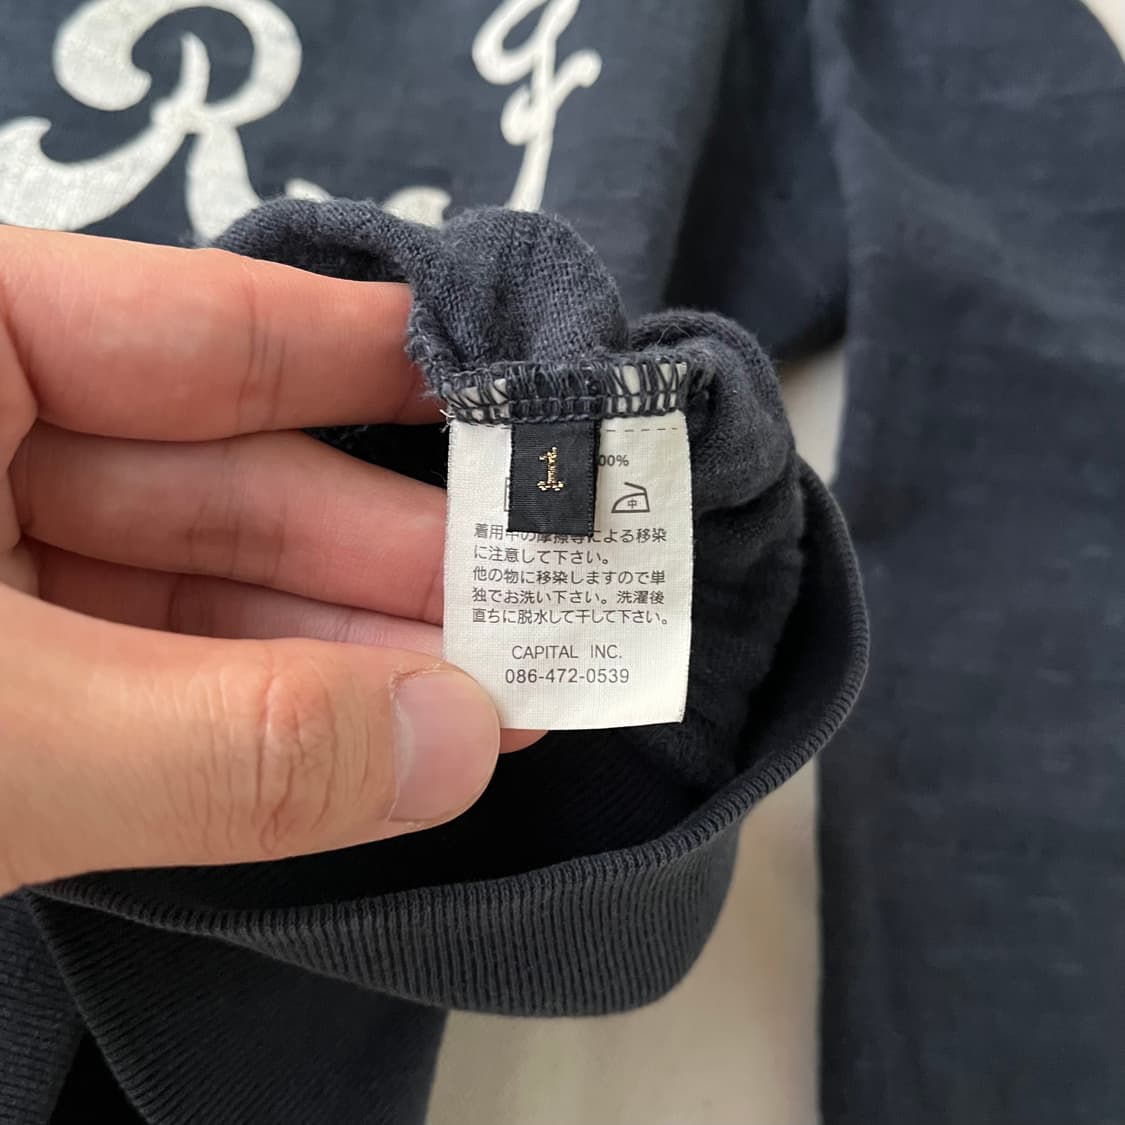 R
1
00%
中
着用中の摩擦等による移染
に注意して下さい。
他の物に移染しますので単
独でお洗い下さい。洗濯後
直ちに脱水して干して下さい。
CAPITAL INC.
086-472-0539